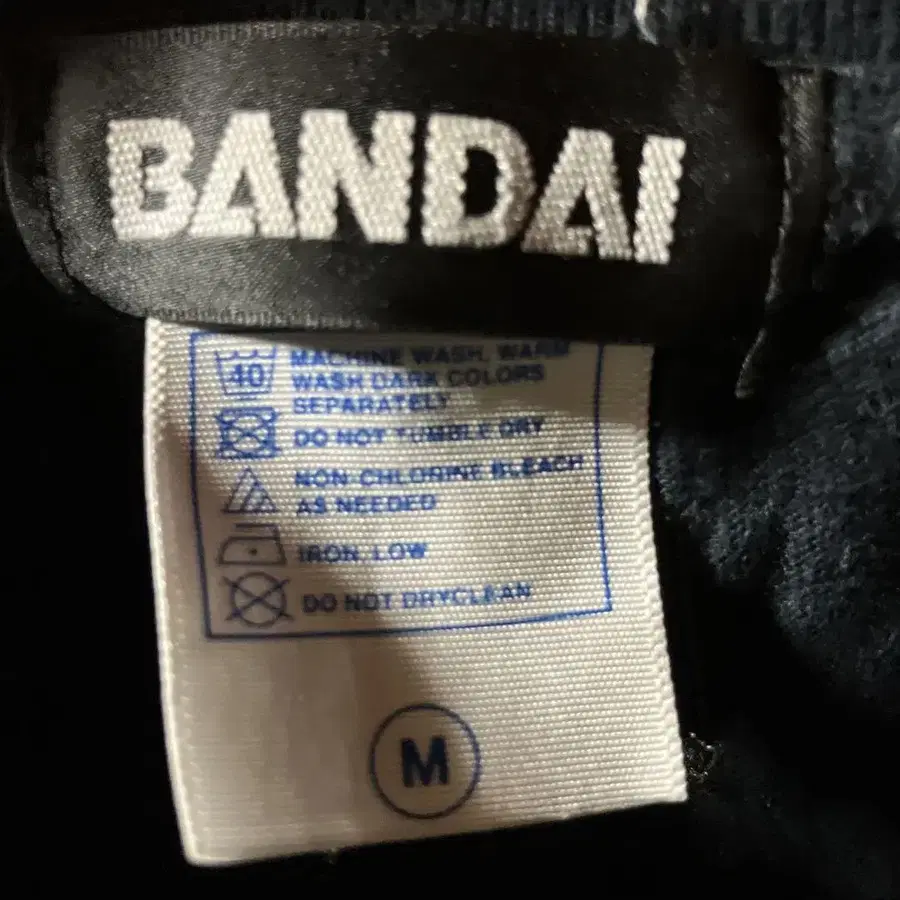 BANDAI
40
MACHINE WASH, WARM
WASH DARK COLORS
SEPARATELY
DO NOT TUMBLE DRY
NON-CHLORINE BLEACH
AS NEEDED
IRON, LOW
DO NOT DRYCLEAN
M